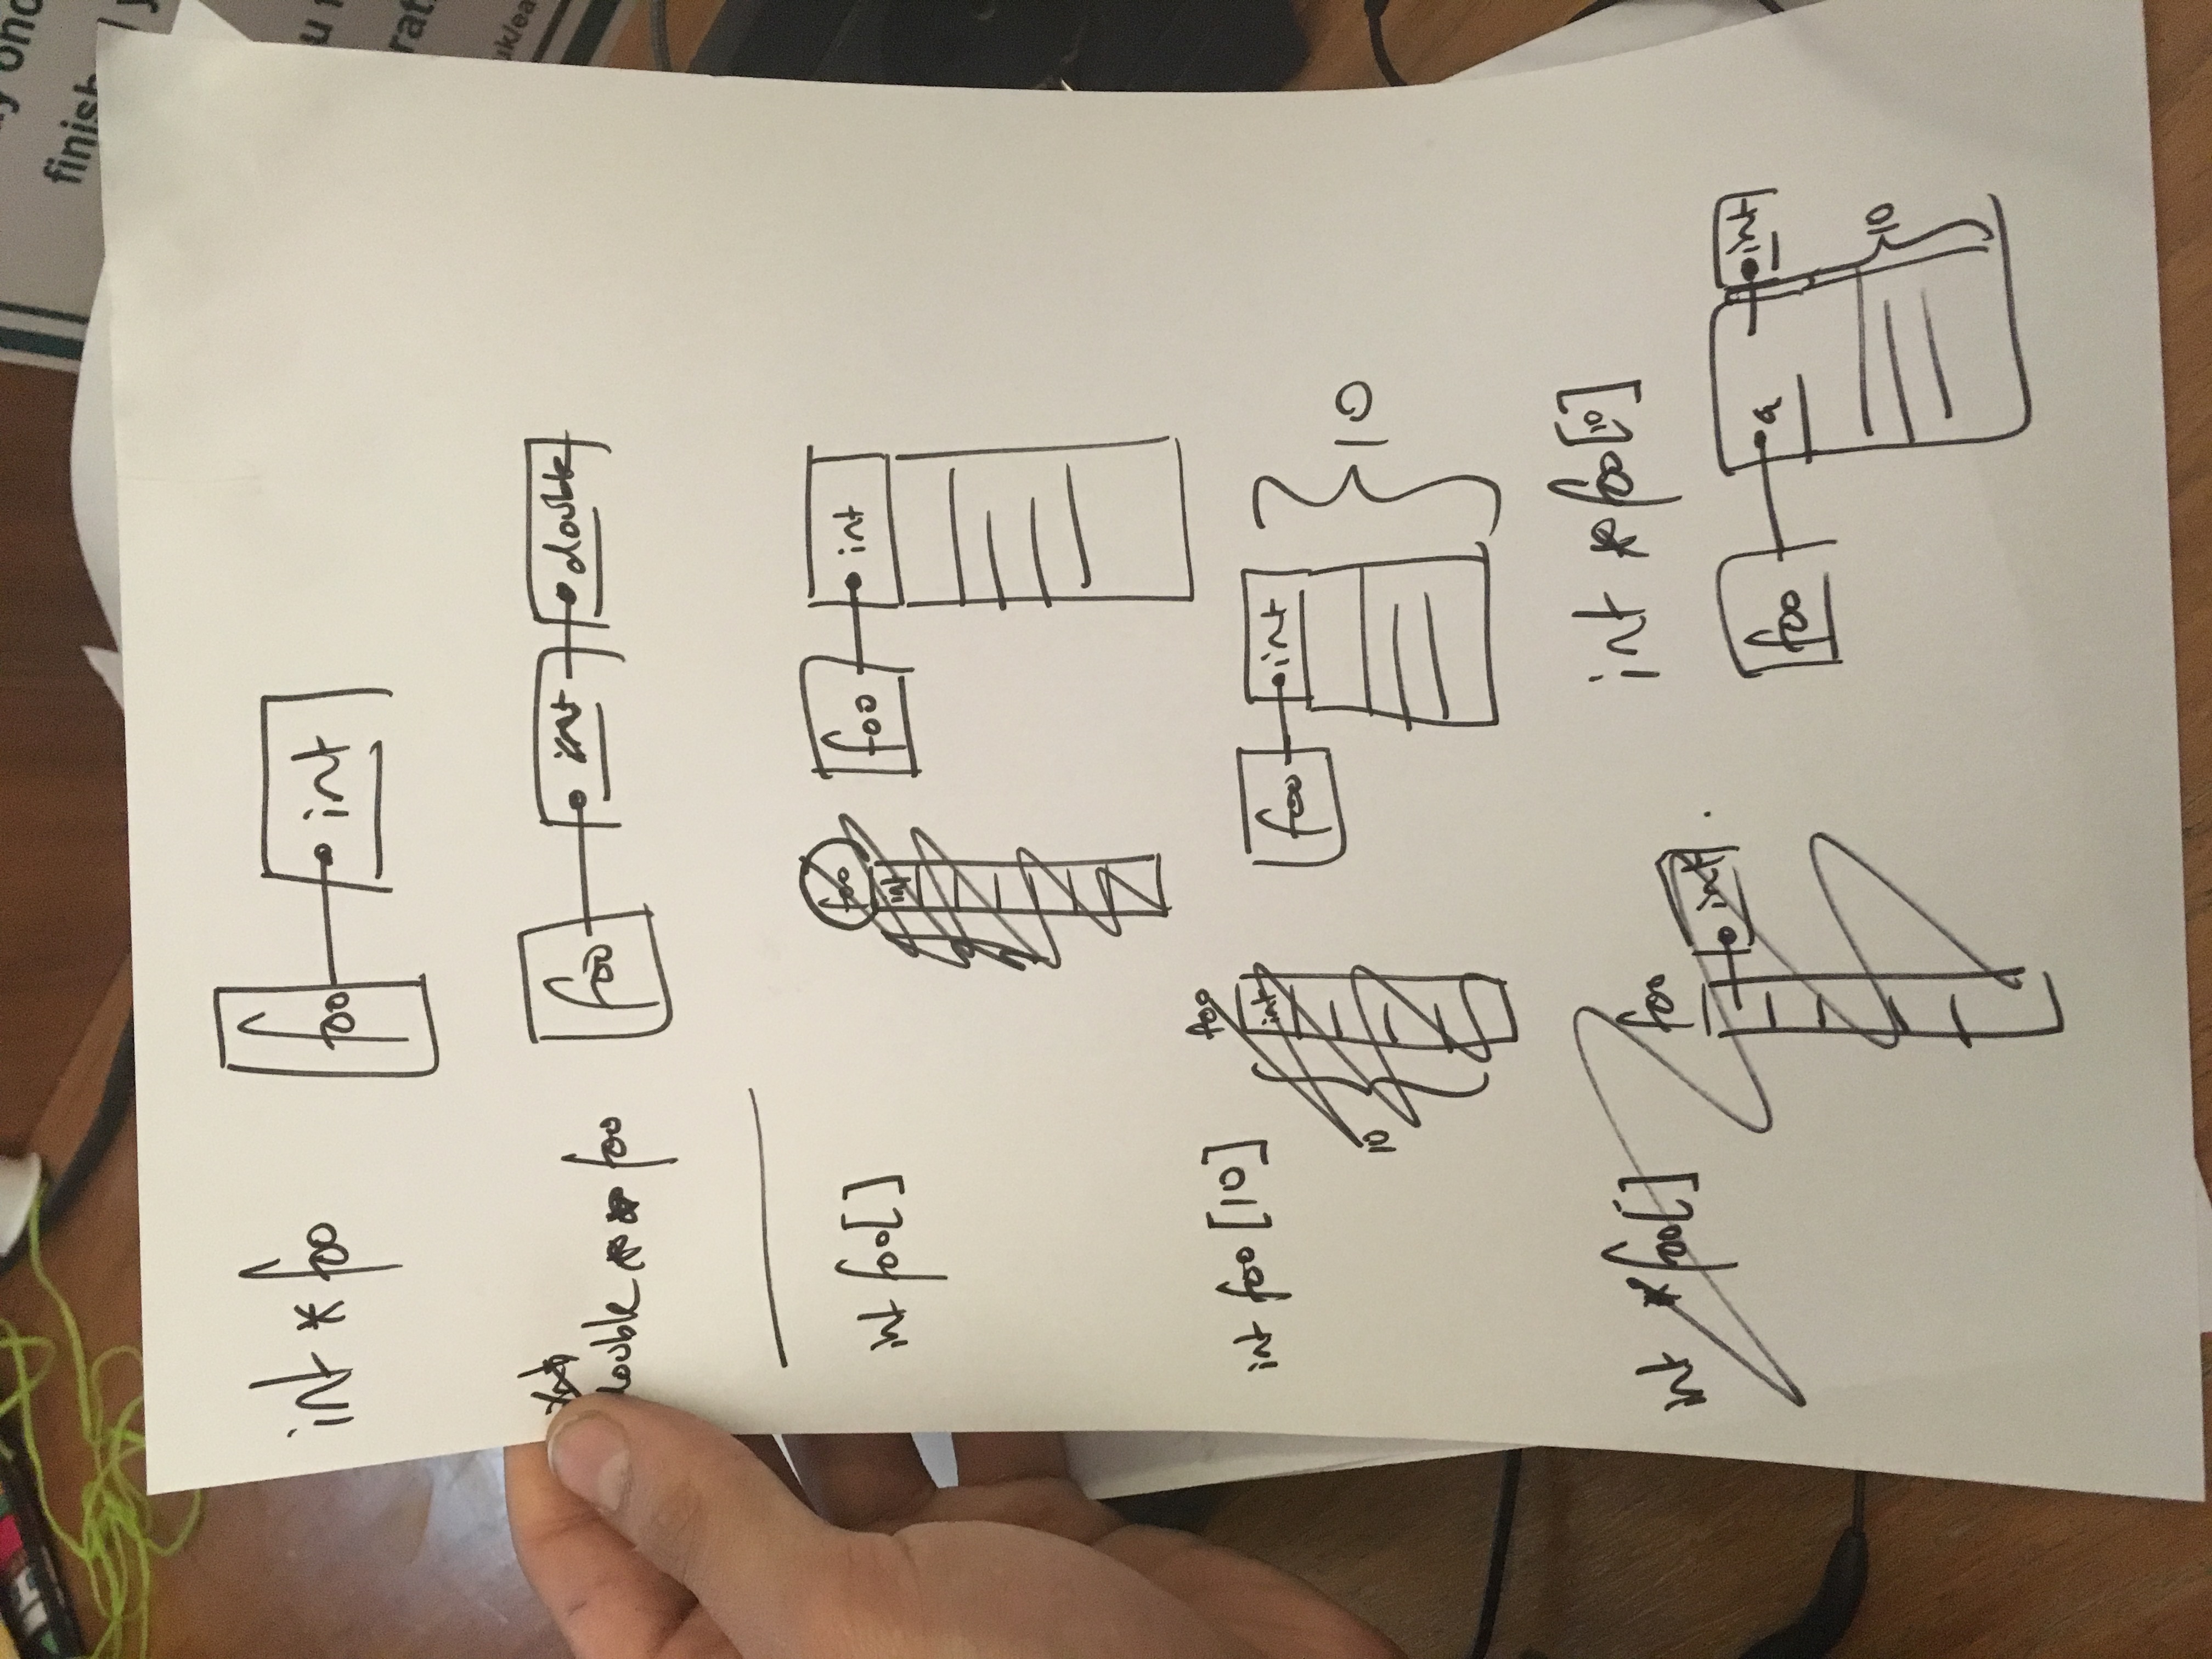 finish
int * foo foo int
int
double * * foo foo int double
int foo[] foo int foo int
int foo [10] foo int 10 foo int 10
int * foo[] foo int
int * foo[10]
foo a int 10